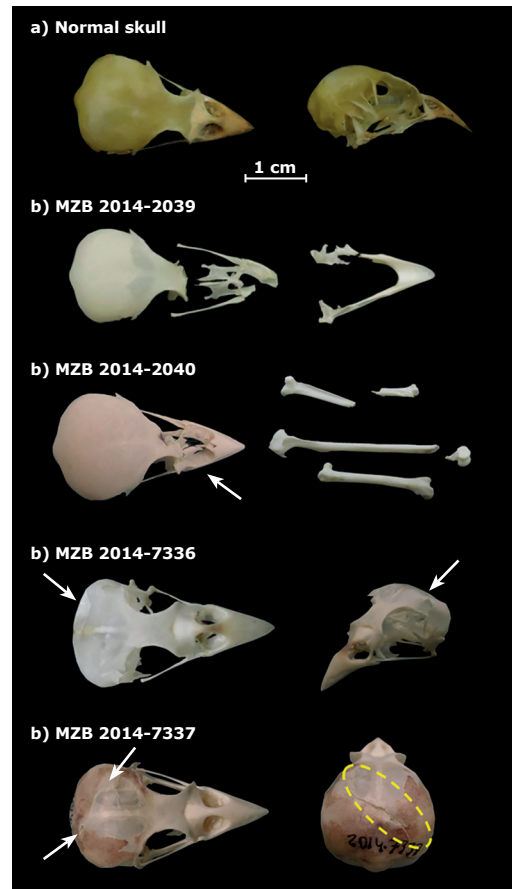 a) Normal skull
1 cm
b) MZB 2014-2039
b) MZB 2014-2040
b) MZB 2014-7336
b) MZB 2014-7337